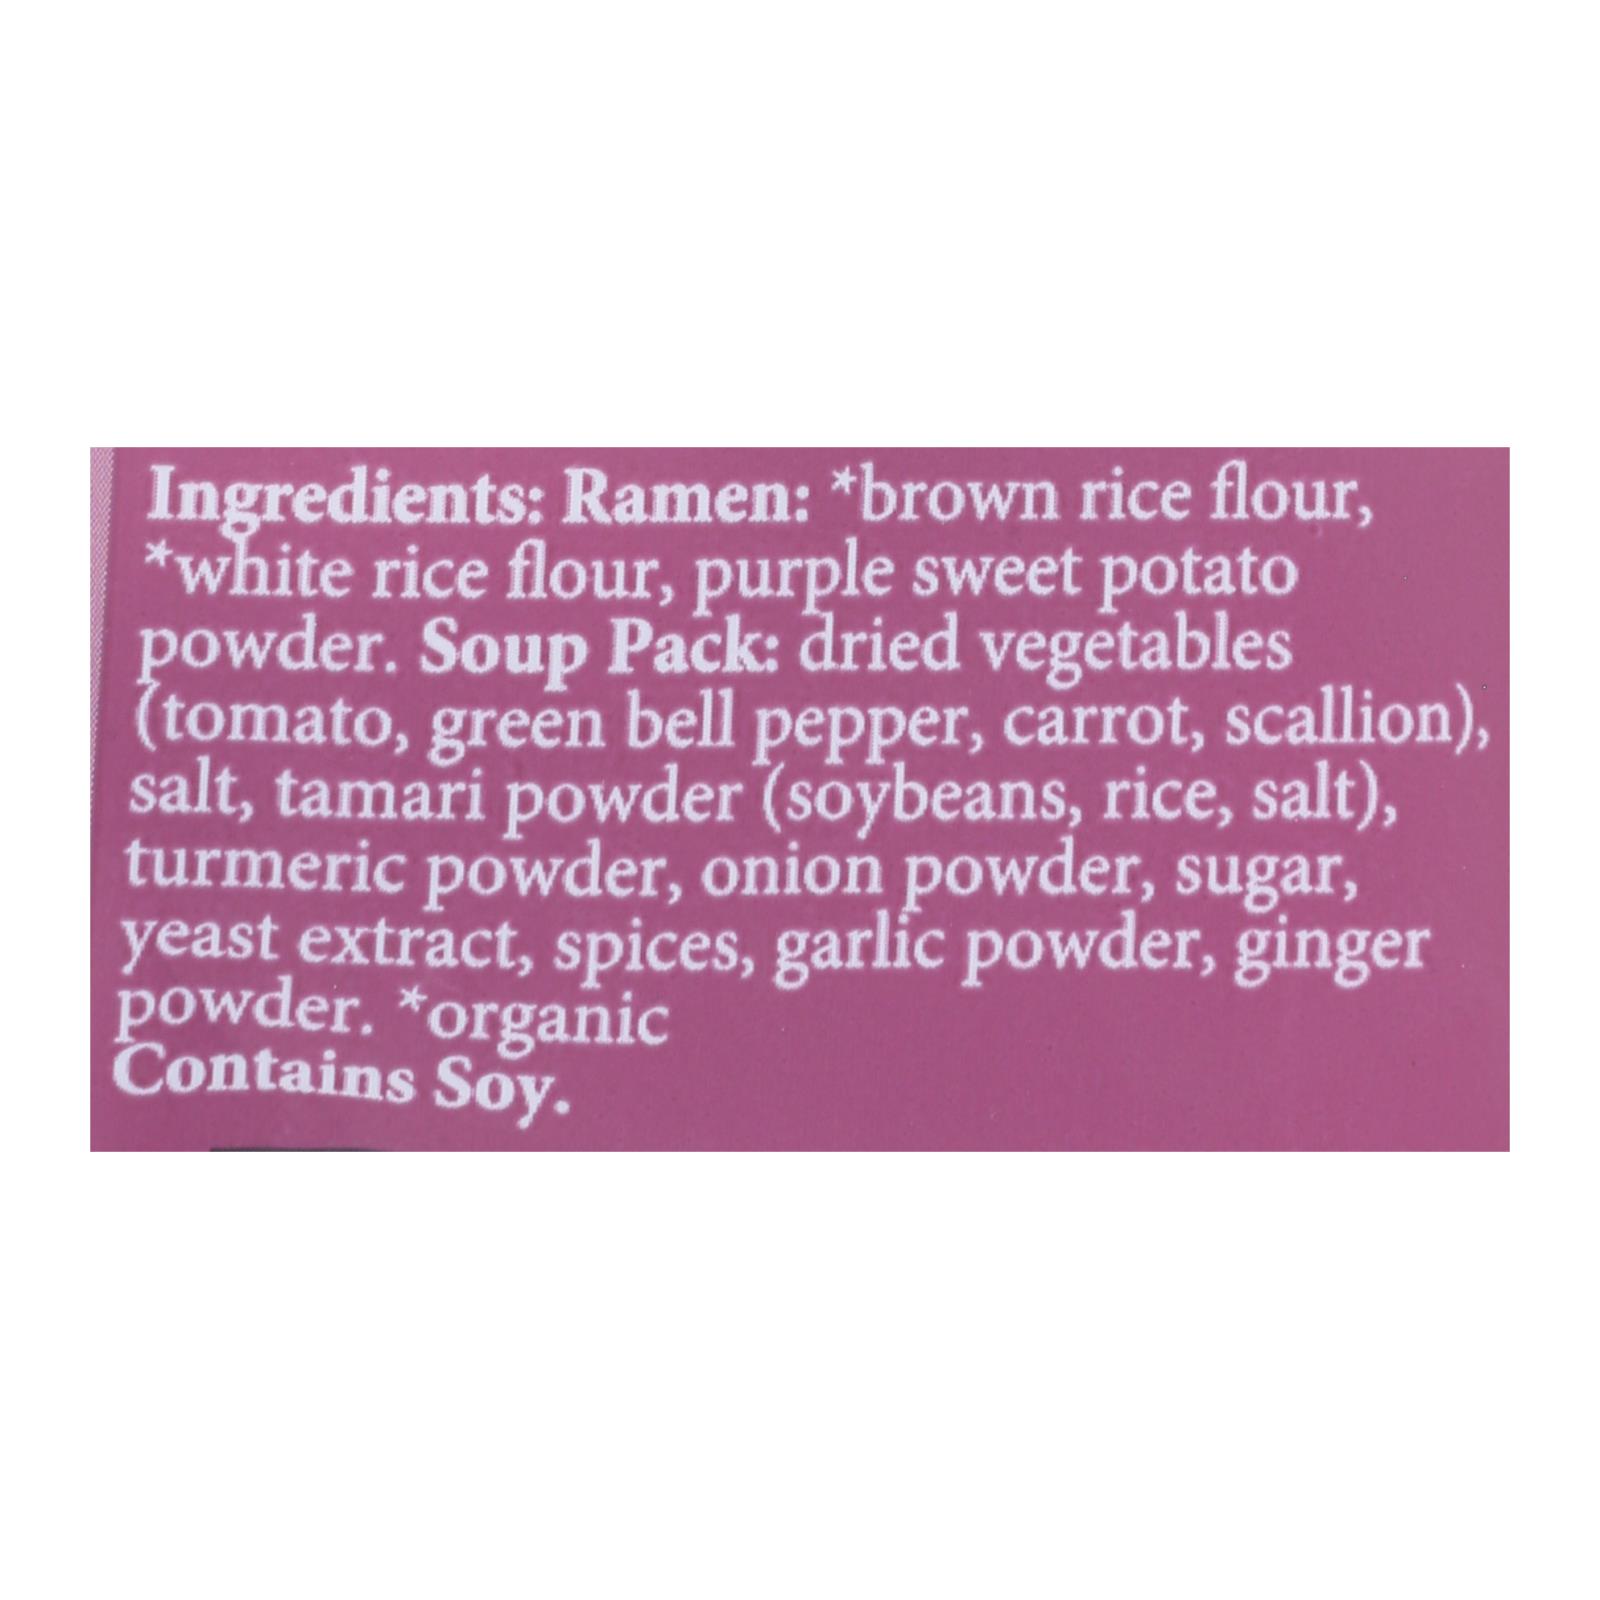 Ingredients: Ramen: *brown rice flour,
*white rice flour, purple sweet potato
powder. Soup Pack: dried vegetables
(tomato, green bell pepper, carrot, scallion),
salt, tamari powder (soybeans, rice, salt),
turmeric powder, onion powder, sugar,
yeast extract, spices, garlic powder, ginger
powder. *organic
Contains Soy.